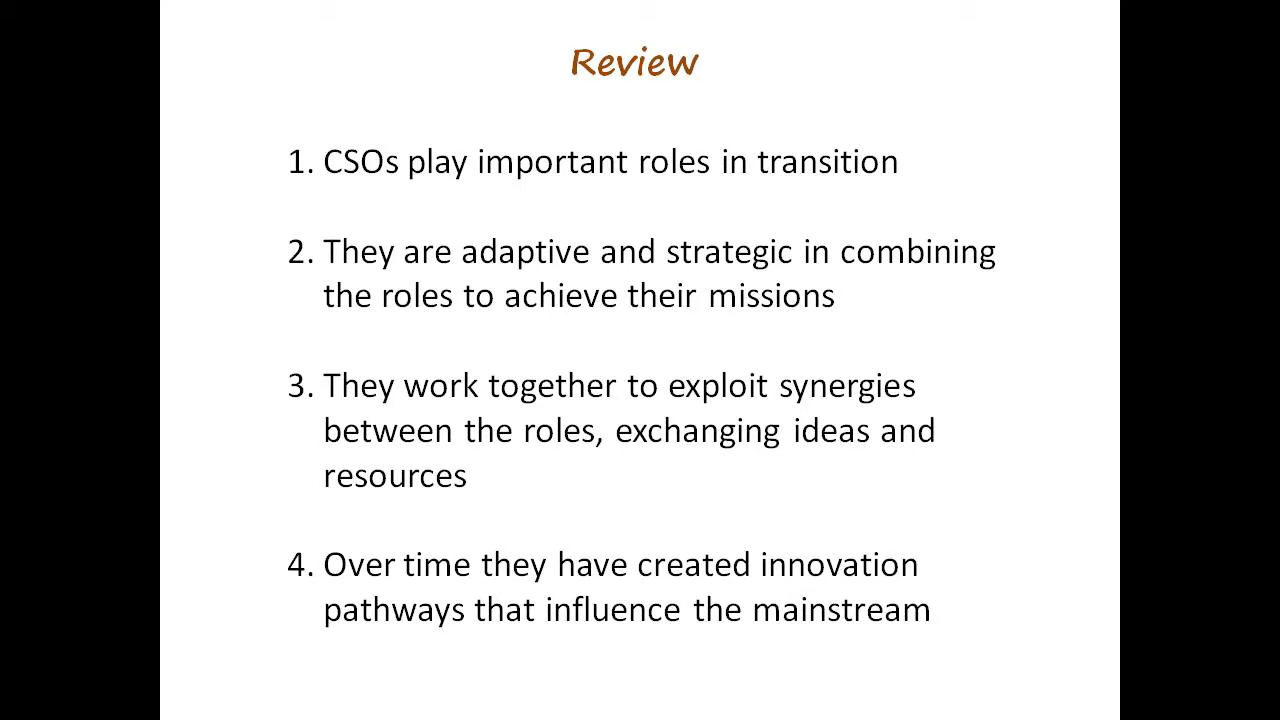 Review
1. CSOs play important roles in transition
2. They are adaptive and strategic in combining
the roles to achieve their missions
3. They work together to exploit synergies
between the roles, exchanging ideas and
resources
4. Over time they have created innovation
pathways that influence the mainstream